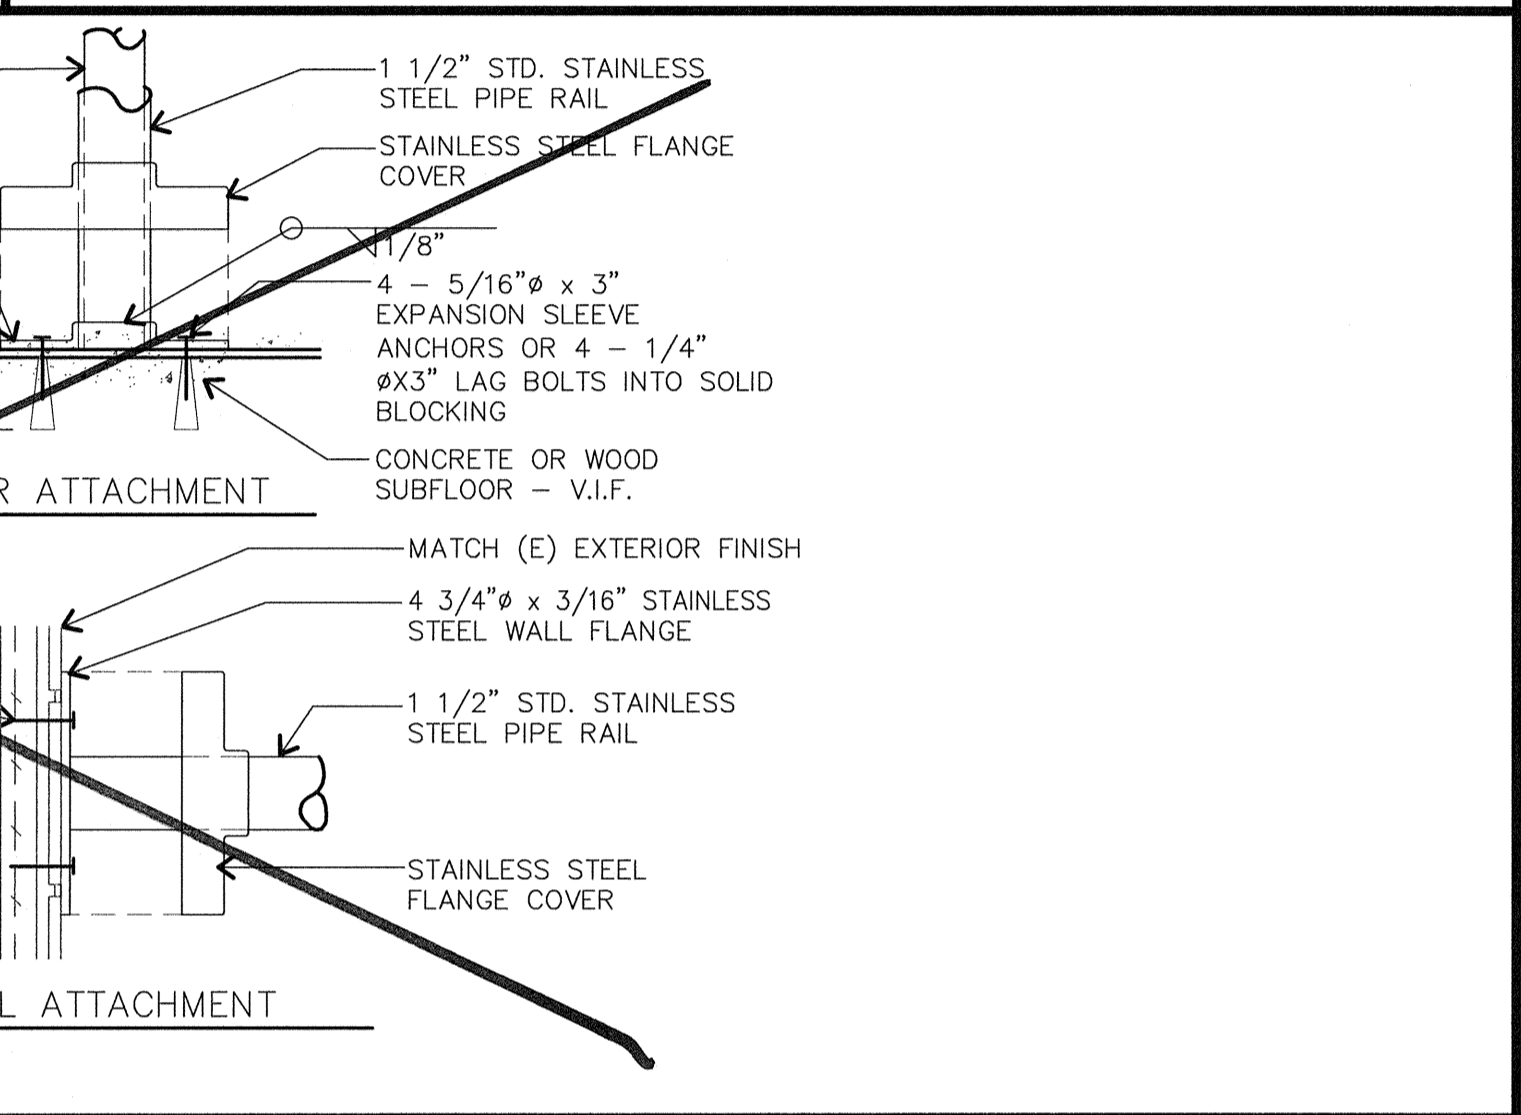 1 1/2" STD. STAINLESS
STEEL PIPE RAIL
STAINLESS STEEL FLANGE
COVER
1/8"
4 – 5/16"ø x 3"
EXPANSION SLEEVE
ANCHORS OR 4 – 1/4"
øX3" LAG BOLTS INTO SOLID
BLOCKING
CONCRETE OR WOOD
SUBFLOOR – V.I.F.
R ATTACHMENT
MATCH (E) EXTERIOR FINISH
4 3/4"ø x 3/16" STAINLESS
STEEL WALL FLANGE
1 1/2" STD. STAINLESS
STEEL PIPE RAIL
STAINLESS STEEL
FLANGE COVER
L ATTACHMENT